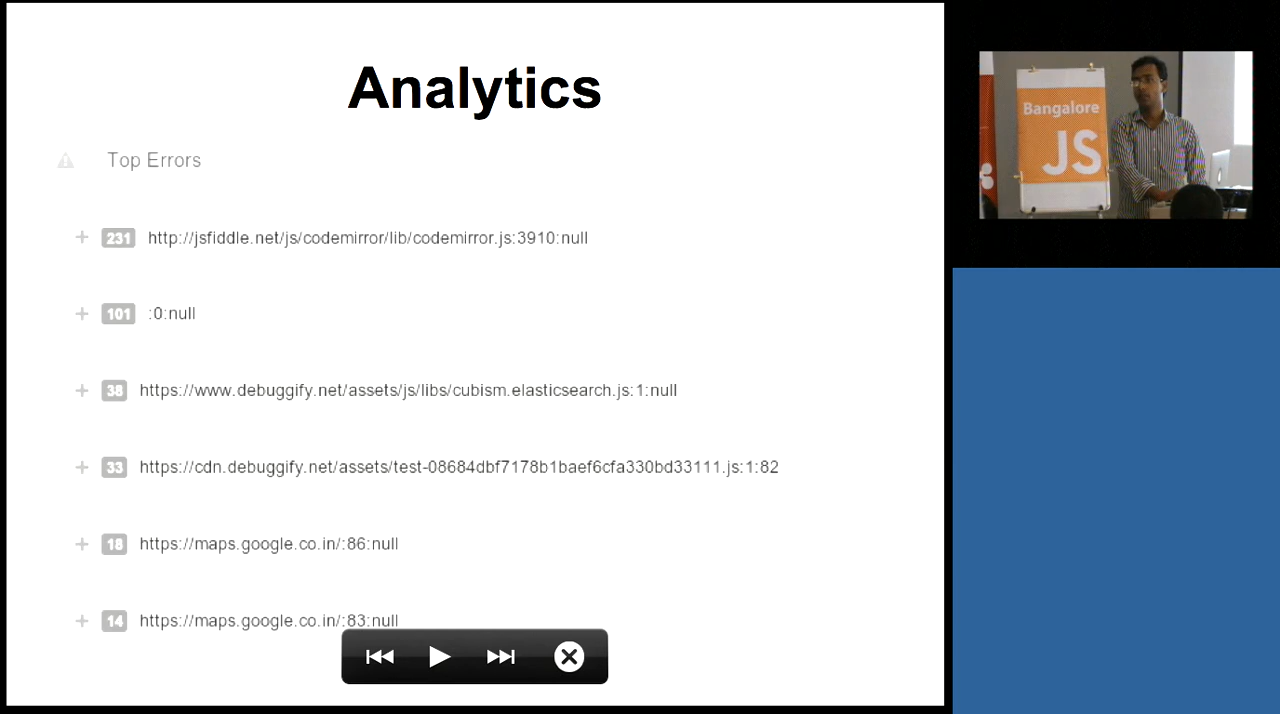 Analytics
Top Errors
231 http://jsfiddle.net/js/codemirror/lib/codemirror.js:3910:null
101 :0:null
38 https://www.debuggify.net/assets/js/libs/cubism.elasticsearch.js:1:null
33 https://cdn.debuggify.net/assets/test-08684dbf7178b1baef6cfa330bd33111.js:1:82
18 https://maps.google.co.in/:86:null
14 https://maps.google.co.in/:83:null
Bangalore
JS